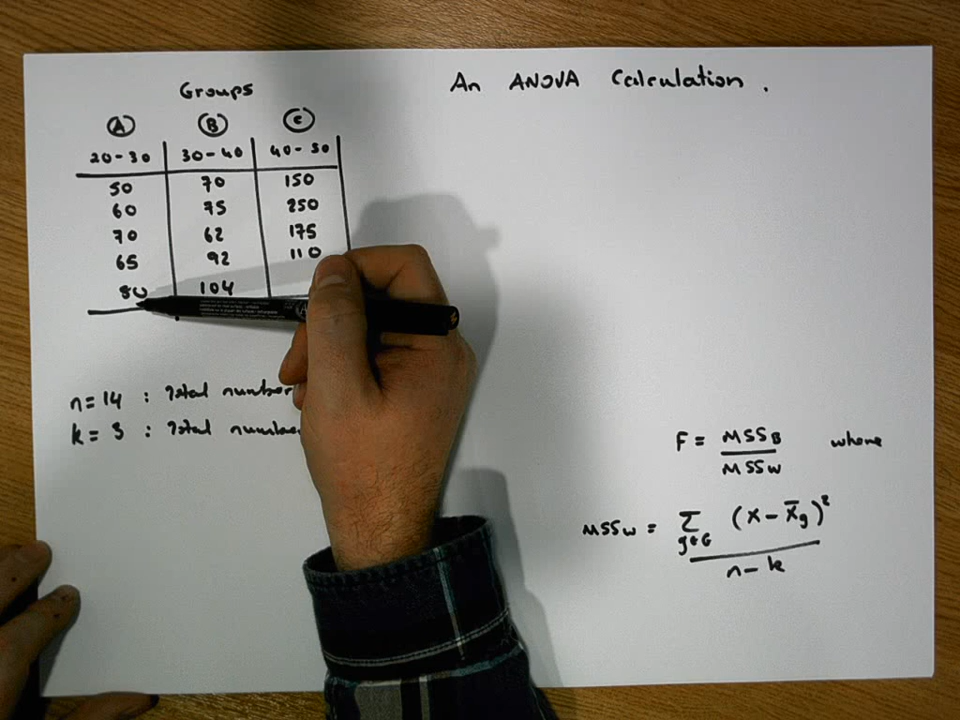 An ANOVA Calculation.
Groups
A B C
20-30 30-40 40-50
50 70 150
60 75 250
70 62 175
65 92 110
80 104
n = 14 : total number
k = 3 : total number
F = MSSB / MSSW where
MSSW = Σ g∈G (x - x̄g)² / n - k